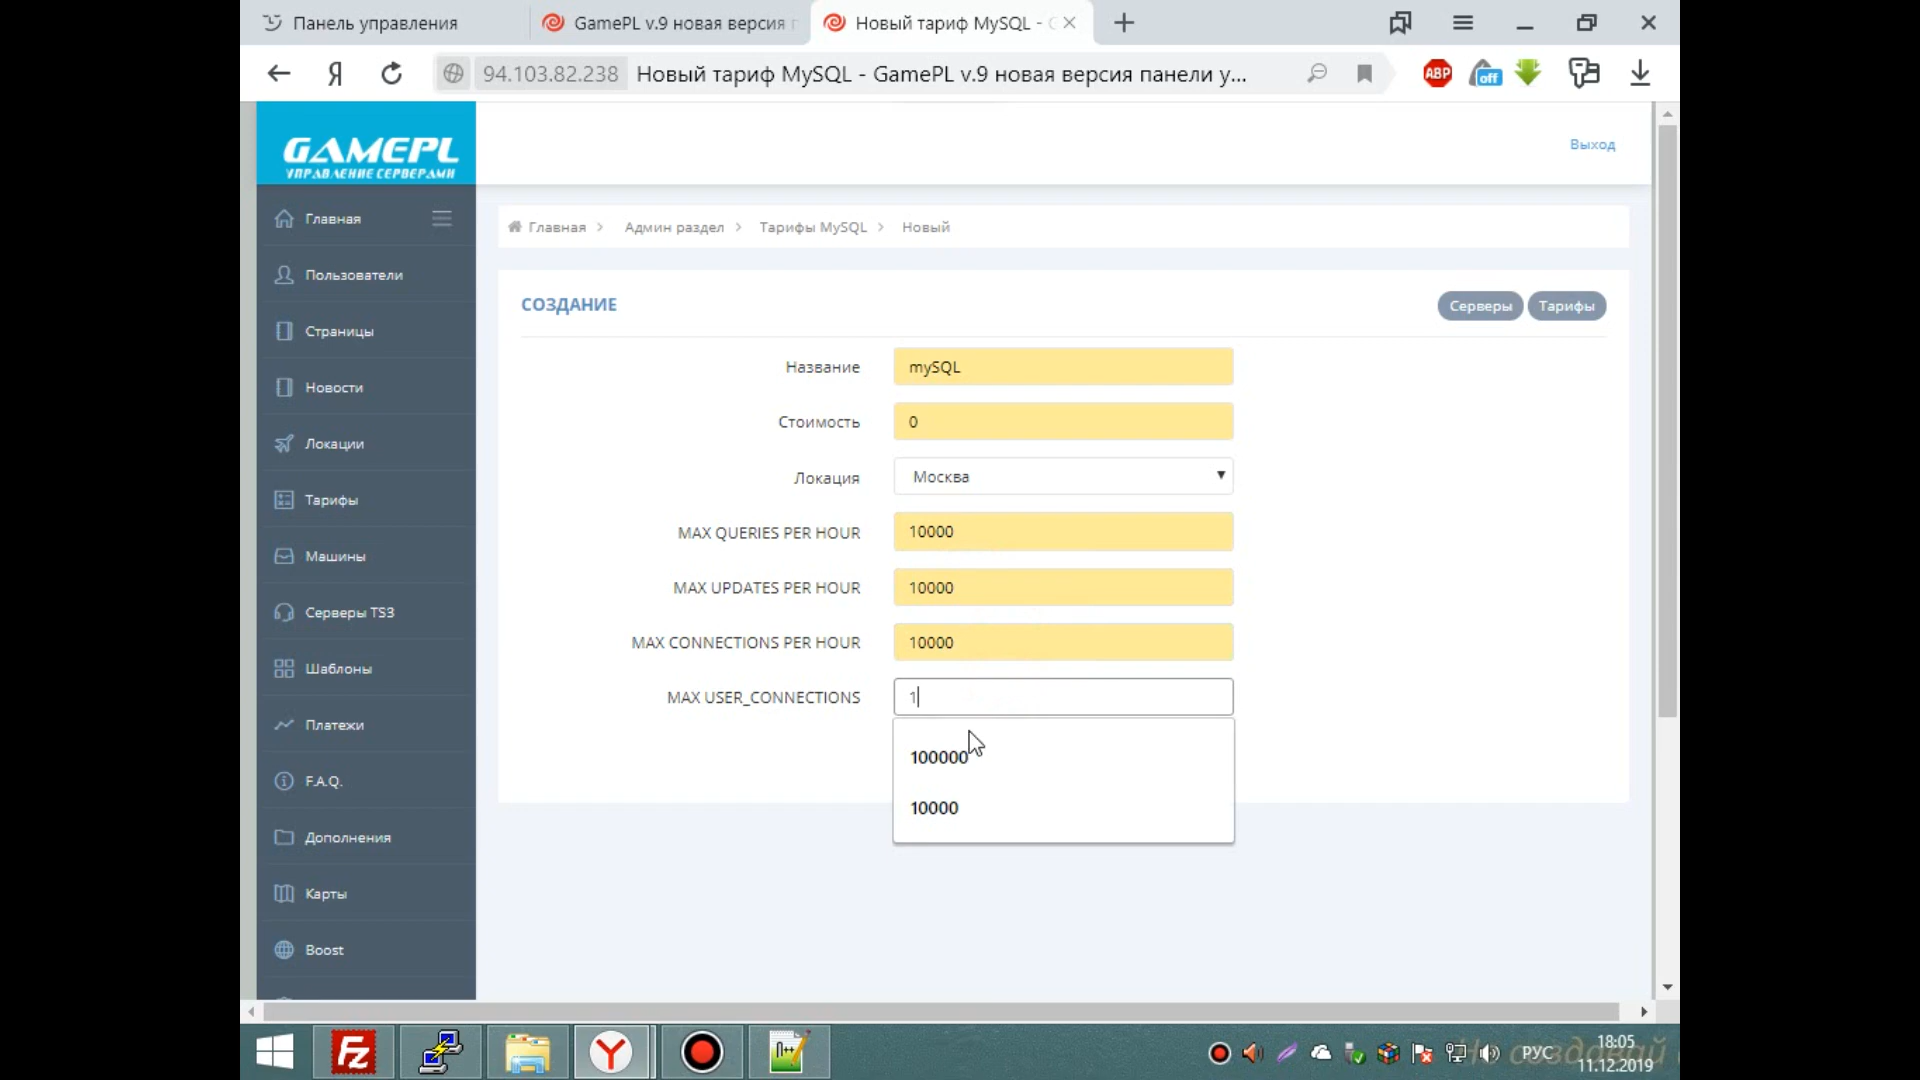 Панель управления
GamePL v.9 новая версия п
Новый тариф MySQL - G
Я
94.103.82.238
Новый тариф MySQL - GamePL v.9 новая версия панели у...
ABP
off
GAMEPL
УПРАВЛЕНИЕ СЕРВЕРАМИ
Выход
Главная
Пользователи
Страницы
Новости
Локации
Тарифы
Машины
Серверы TS3
Шаблоны
Платежи
F.A.Q.
Дополнения
Карты
Boost
Главная
Админ раздел
Тарифы MySQL
Новый
СОЗДАНИЕ
Серверы
Тарифы
Название
mySQL
Стоимость
0
Локация
Москва
MAX QUERIES PER HOUR
10000
MAX UPDATES PER HOUR
10000
MAX CONNECTIONS PER HOUR
10000
MAX USER_CONNECTIONS
1
100000
10000
Fz
Y
РУС
18:05
11.12.2019